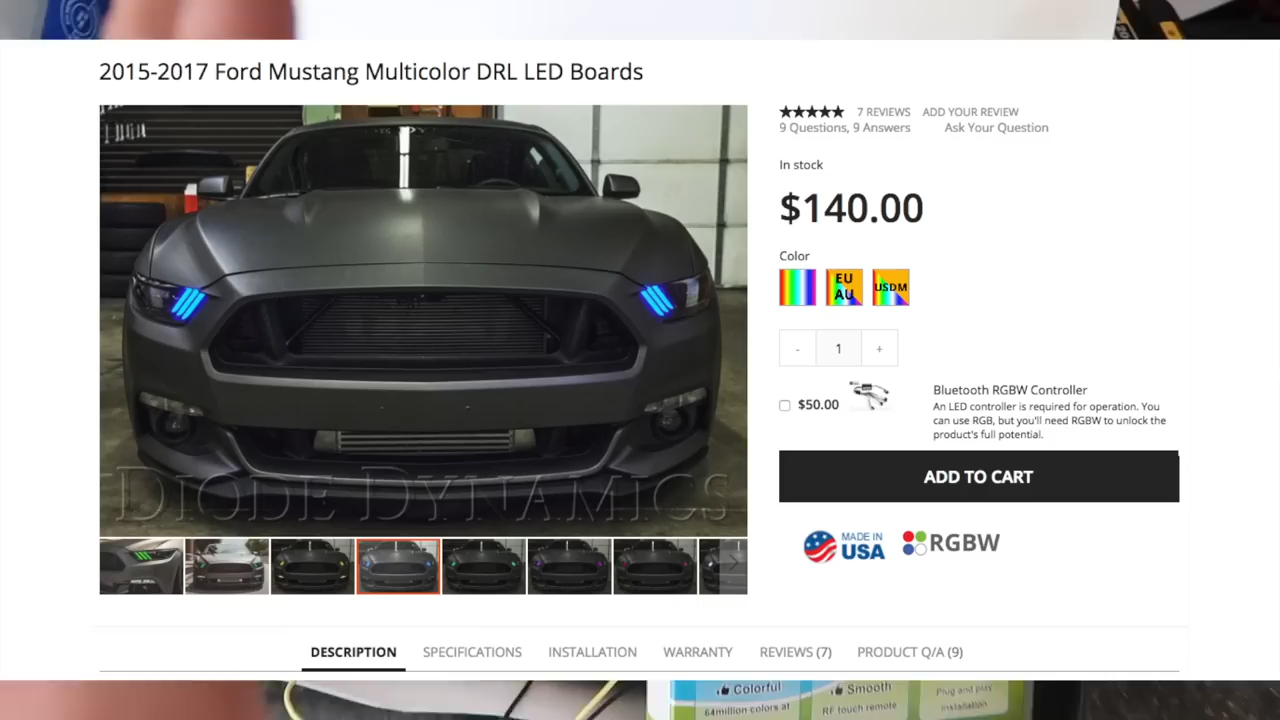 2015-2017 Ford Mustang Multicolor DRL LED Boards
7 REVIEWS ADD YOUR REVIEW
9 Questions, 9 Answers Ask Your Question
In stock
$140.00
Color
EU
AU
USDM
- 1 +
$50.00
Bluetooth RGBW Controller
An LED controller is required for operation. You
can use RGB, but you'll need RGBW to unlock the
product's full potential.
ADD TO CART
MADE IN
USA
RGBW
DIODE DYNAMICS
DESCRIPTION SPECIFICATIONS INSTALLATION WARRANTY REVIEWS (7) PRODUCT Q/A (9)
Colorful
64million colors at
Smooth
RF touch remote
Plug and play
installation